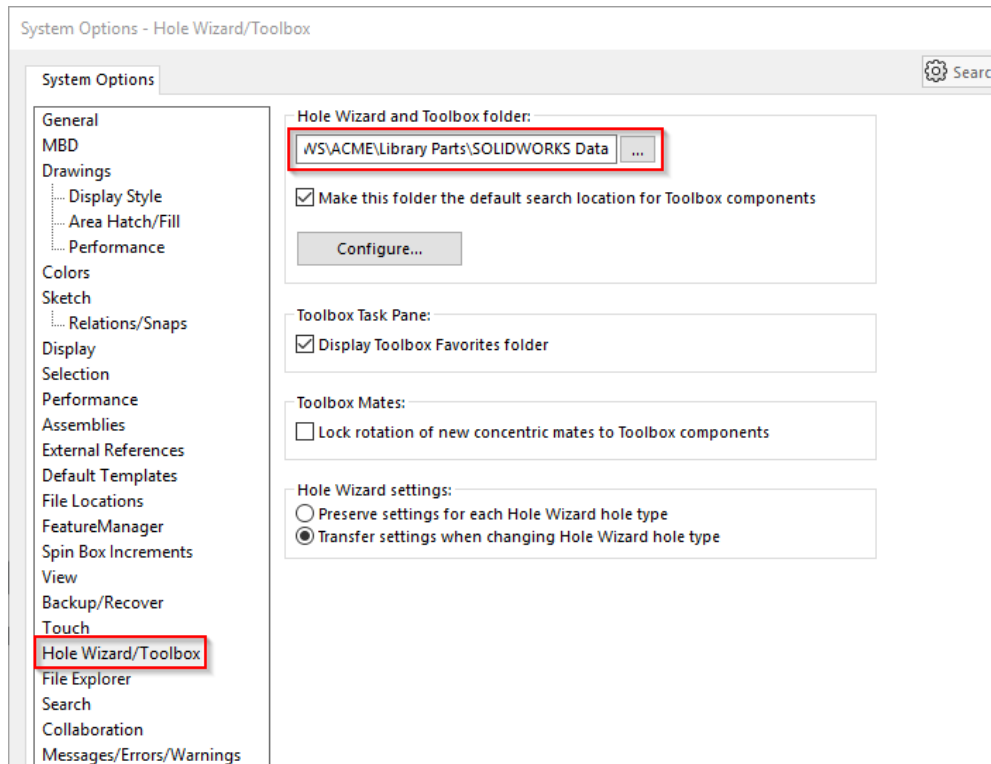 System Options - Hole Wizard/Toolbox
System Options
General
MBD
Drawings
Display Style
Area Hatch/Fill
Performance
Colors
Sketch
Relations/Snaps
Display
Selection
Performance
Assemblies
External References
Default Templates
File Locations
FeatureManager
Spin Box Increments
View
Backup/Recover
Touch
Hole Wizard/Toolbox
File Explorer
Search
Collaboration
Messages/Errors/Warnings
Hole Wizard and Toolbox folder:
WS\ACME\Library Parts\SOLIDWORKS Data
...
Make this folder the default search location for Toolbox components
Configure...
Toolbox Task Pane:
Display Toolbox Favorites folder
Toolbox Mates:
Lock rotation of new concentric mates to Toolbox components
Hole Wizard settings:
Preserve settings for each Hole Wizard hole type
Transfer settings when changing Hole Wizard hole type